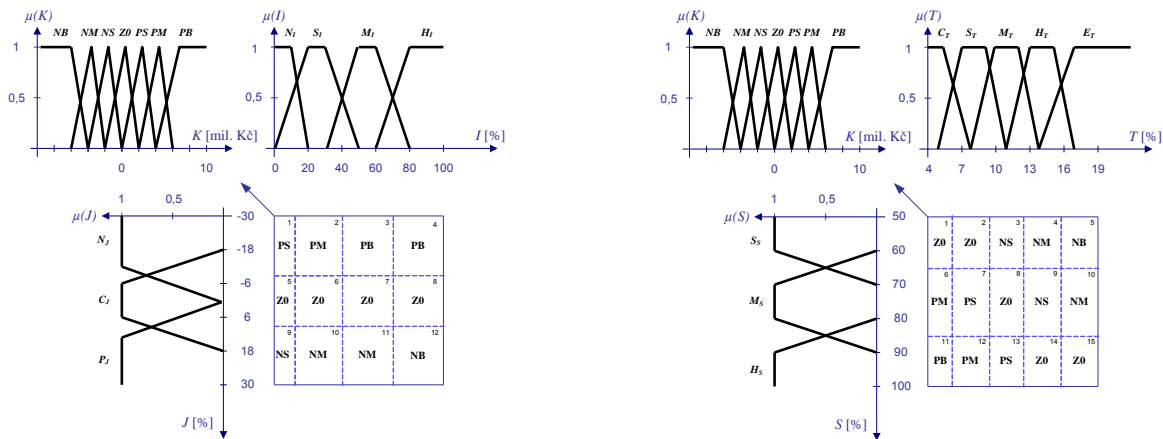 μ(K)
NB NM NS Z0 PS PM PB
1
0,5
K [mil. Kč]
0 10
μ(I)
N_I S_I M_I H_I
1
0,5
I [%]
0 20 40 60 80 100
μ(J)
1 0,5
N_J
C_J
P_J
-30
-18
-6
6
18
30
J [%]
1 2 3 4
PS PM PB PB
5 6 7 8
Z0 Z0 Z0 Z0
9 10 11 12
NS NM NM NB
μ(K)
NB NM NS Z0 PS PM PB
1
0,5
K [mil. Kč]
0 10
μ(T)
C_T S_T M_T H_T E_T
1
0,5
T [%]
4 7 10 13 16 19
μ(S)
1 0,5
S_S
M_S
H_S
50
60
70
80
90
100
S [%]
1 2 3 4 5
Z0 Z0 NS NM NB
6 7 8 9 10
PM PS Z0 NS NM
11 12 13 14 15
PB PM PS Z0 Z0